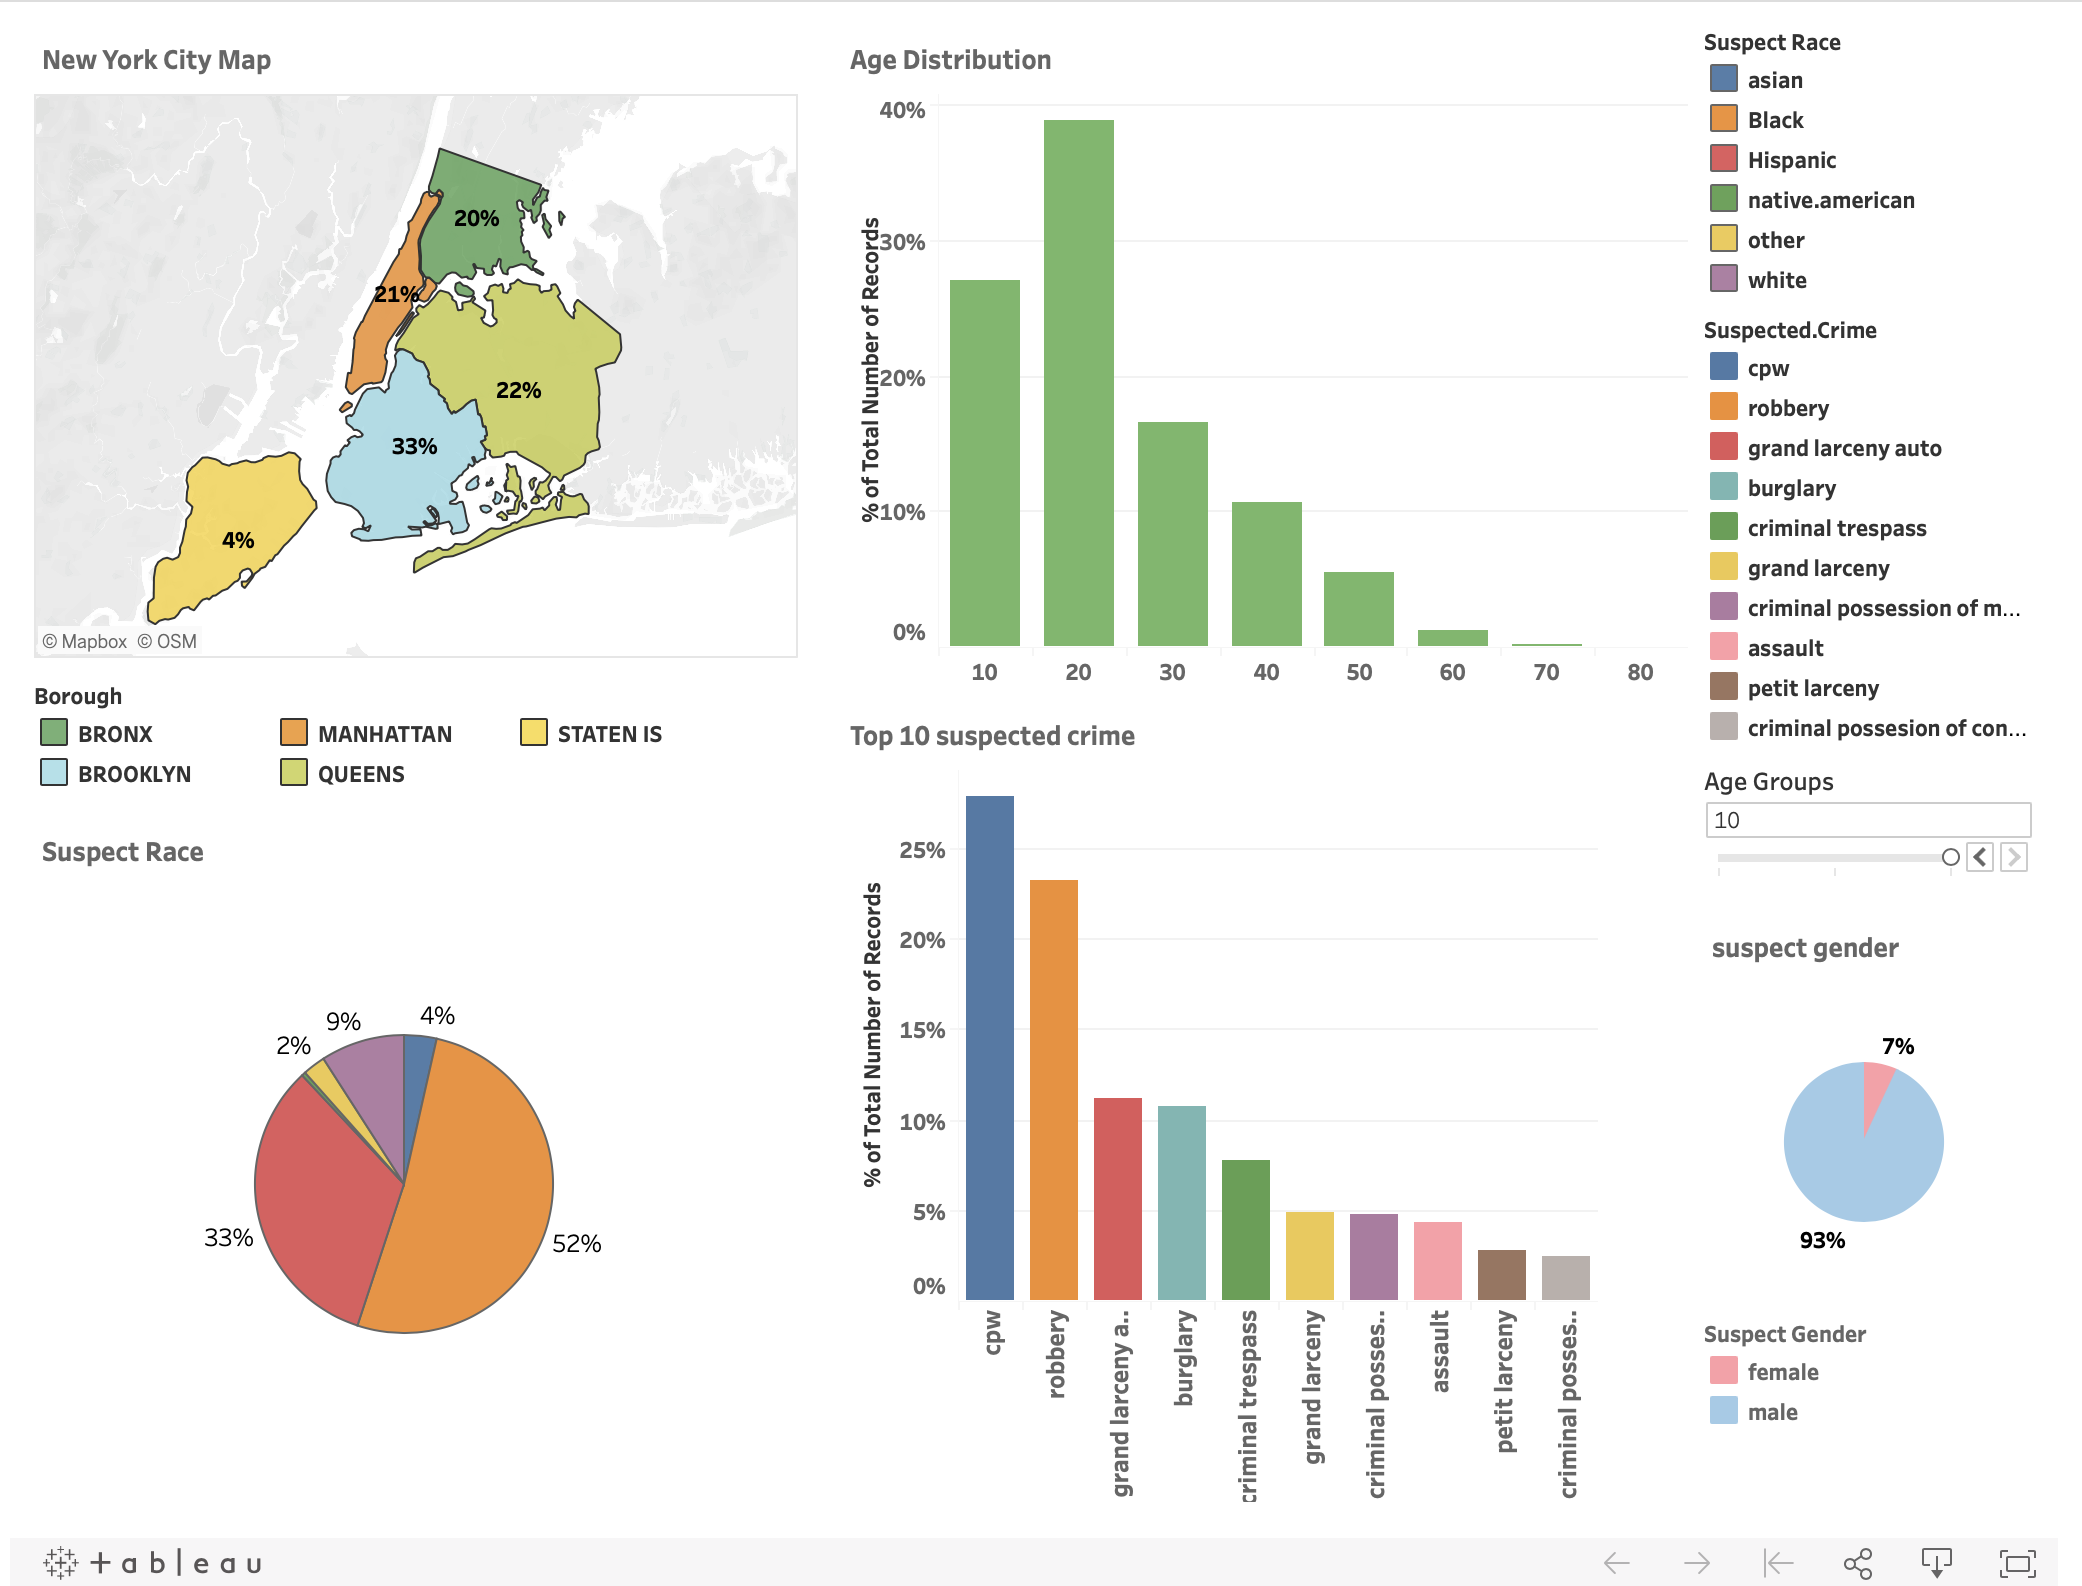 New York City Map
20%
21%
22%
33%
4%
© Mapbox © OSM
Borough
BRONX
MANHATTAN
STATEN IS
BROOKLYN
QUEENS
Suspect Race
4%
9%
2%
33%
52%
Age Distribution
% of Total Number of Records
40%
30%
20%
10%
0%
10
20
30
40
50
60
70
80
Top 10 suspected crime
% of Total Number of Records
25%
20%
15%
10%
5%
0%
cpw
robbery
grand larceny a..
burglary
criminal trespass
grand larceny
criminal posses..
assault
petit larceny
criminal posses..
Suspect Race
asian
Black
Hispanic
native.american
other
white
Suspected.Crime
cpw
robbery
grand larceny auto
burglary
criminal trespass
grand larceny
criminal possession of m...
assault
petit larceny
criminal possesion of con...
Age Groups
10
suspect gender
7%
93%
Suspect Gender
female
male
+ableau